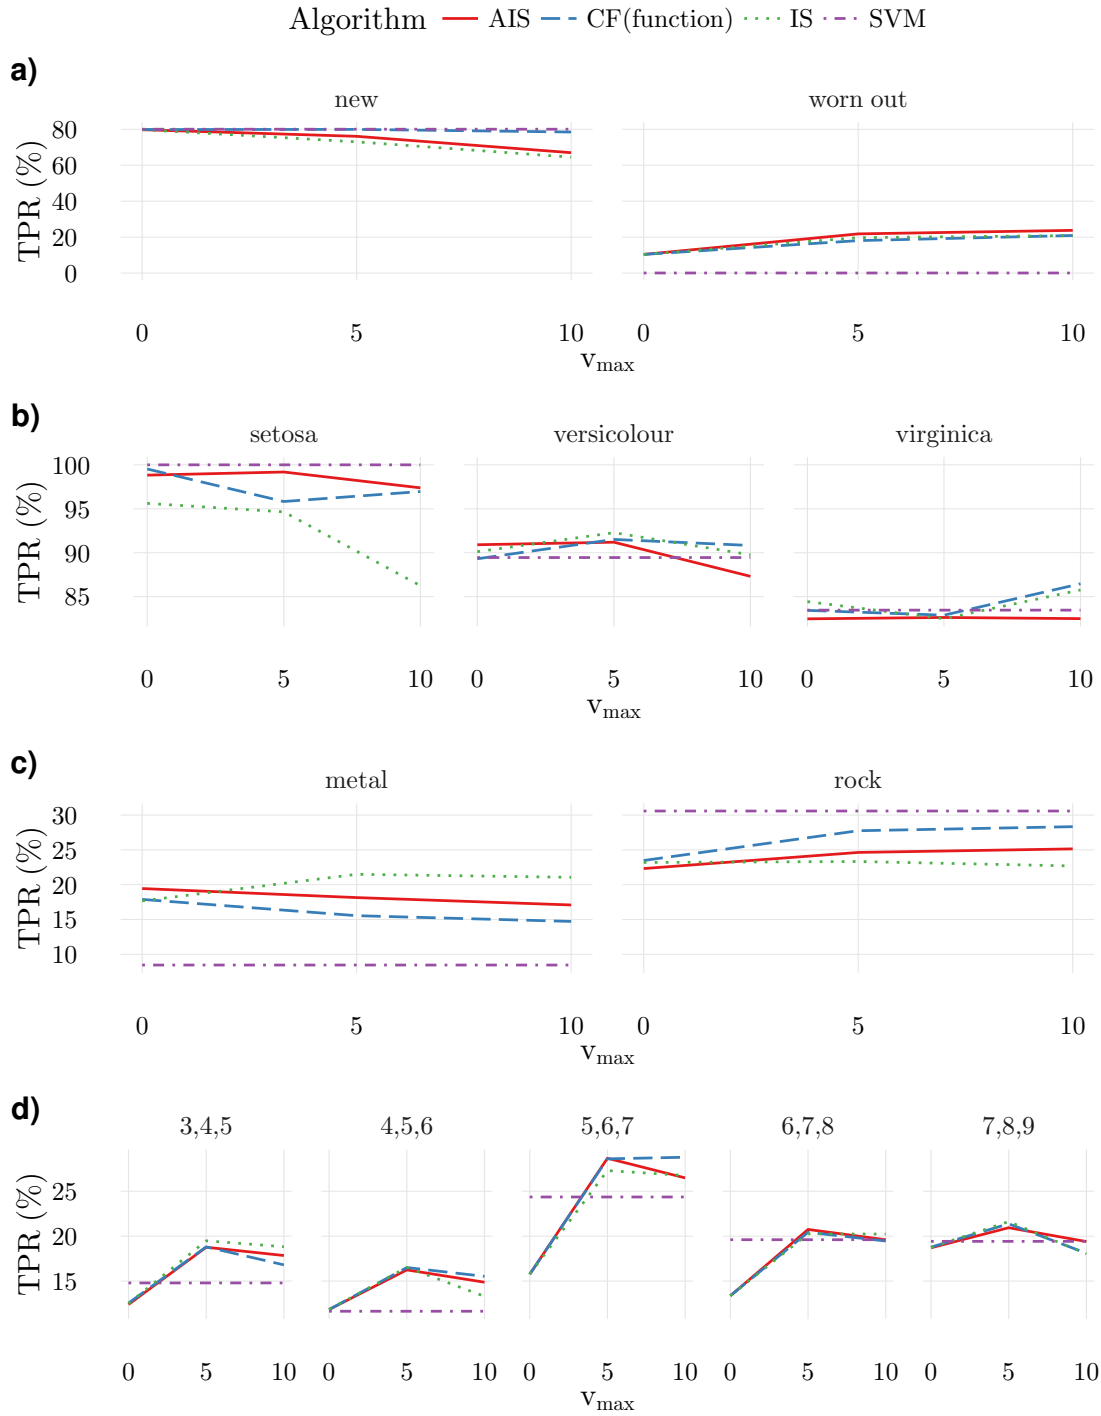 Algorithm AIS CF(function) IS SVM
a)
new worn out
TPR (%)
80
60
40
20
0
0 5 10 0 5 10
v_max
b)
setosa versicolour virginica
TPR (%)
100
95
90
85
0 5 10 0 5 10 0 5 10
v_max
c)
metal rock
TPR (%)
30
25
20
15
10
0 5 10 0 5 10
v_max
d)
3,4,5 4,5,6 5,6,7 6,7,8 7,8,9
TPR (%)
25
20
15
0 5 10 0 5 10 0 5 10 0 5 10 0 5 10
v_max